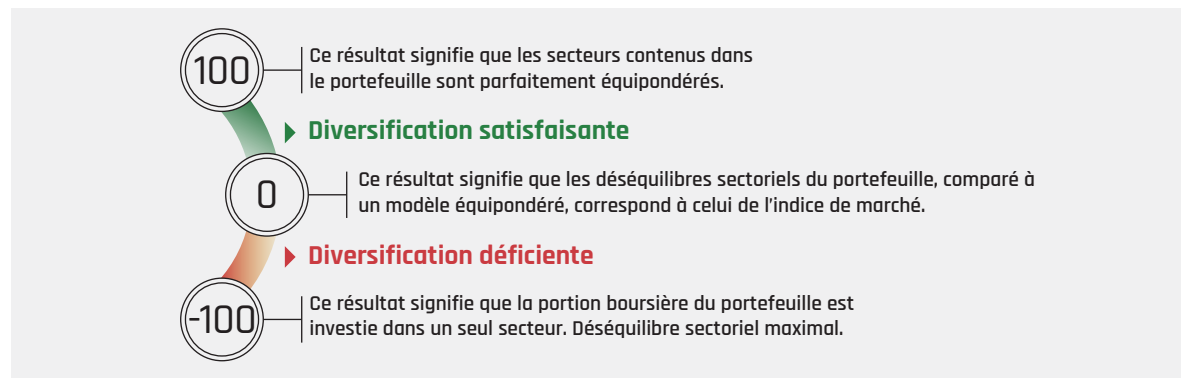 100
Ce résultat signifie que les secteurs contenus dans
le portefeuille sont parfaitement équipondérés.
Diversification satisfaisante
0
Ce résultat signifie que les déséquilibres sectoriels du portefeuille, comparé à
un modèle équipondéré, correspond à celui de l'indice de marché.
Diversification déficiente
-100
Ce résultat signifie que la portion boursière du portefeuille est
investie dans un seul secteur. Déséquilibre sectoriel maximal.